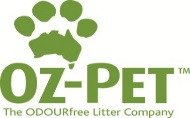 OZ-PET™
The ODOURfree Litter Company